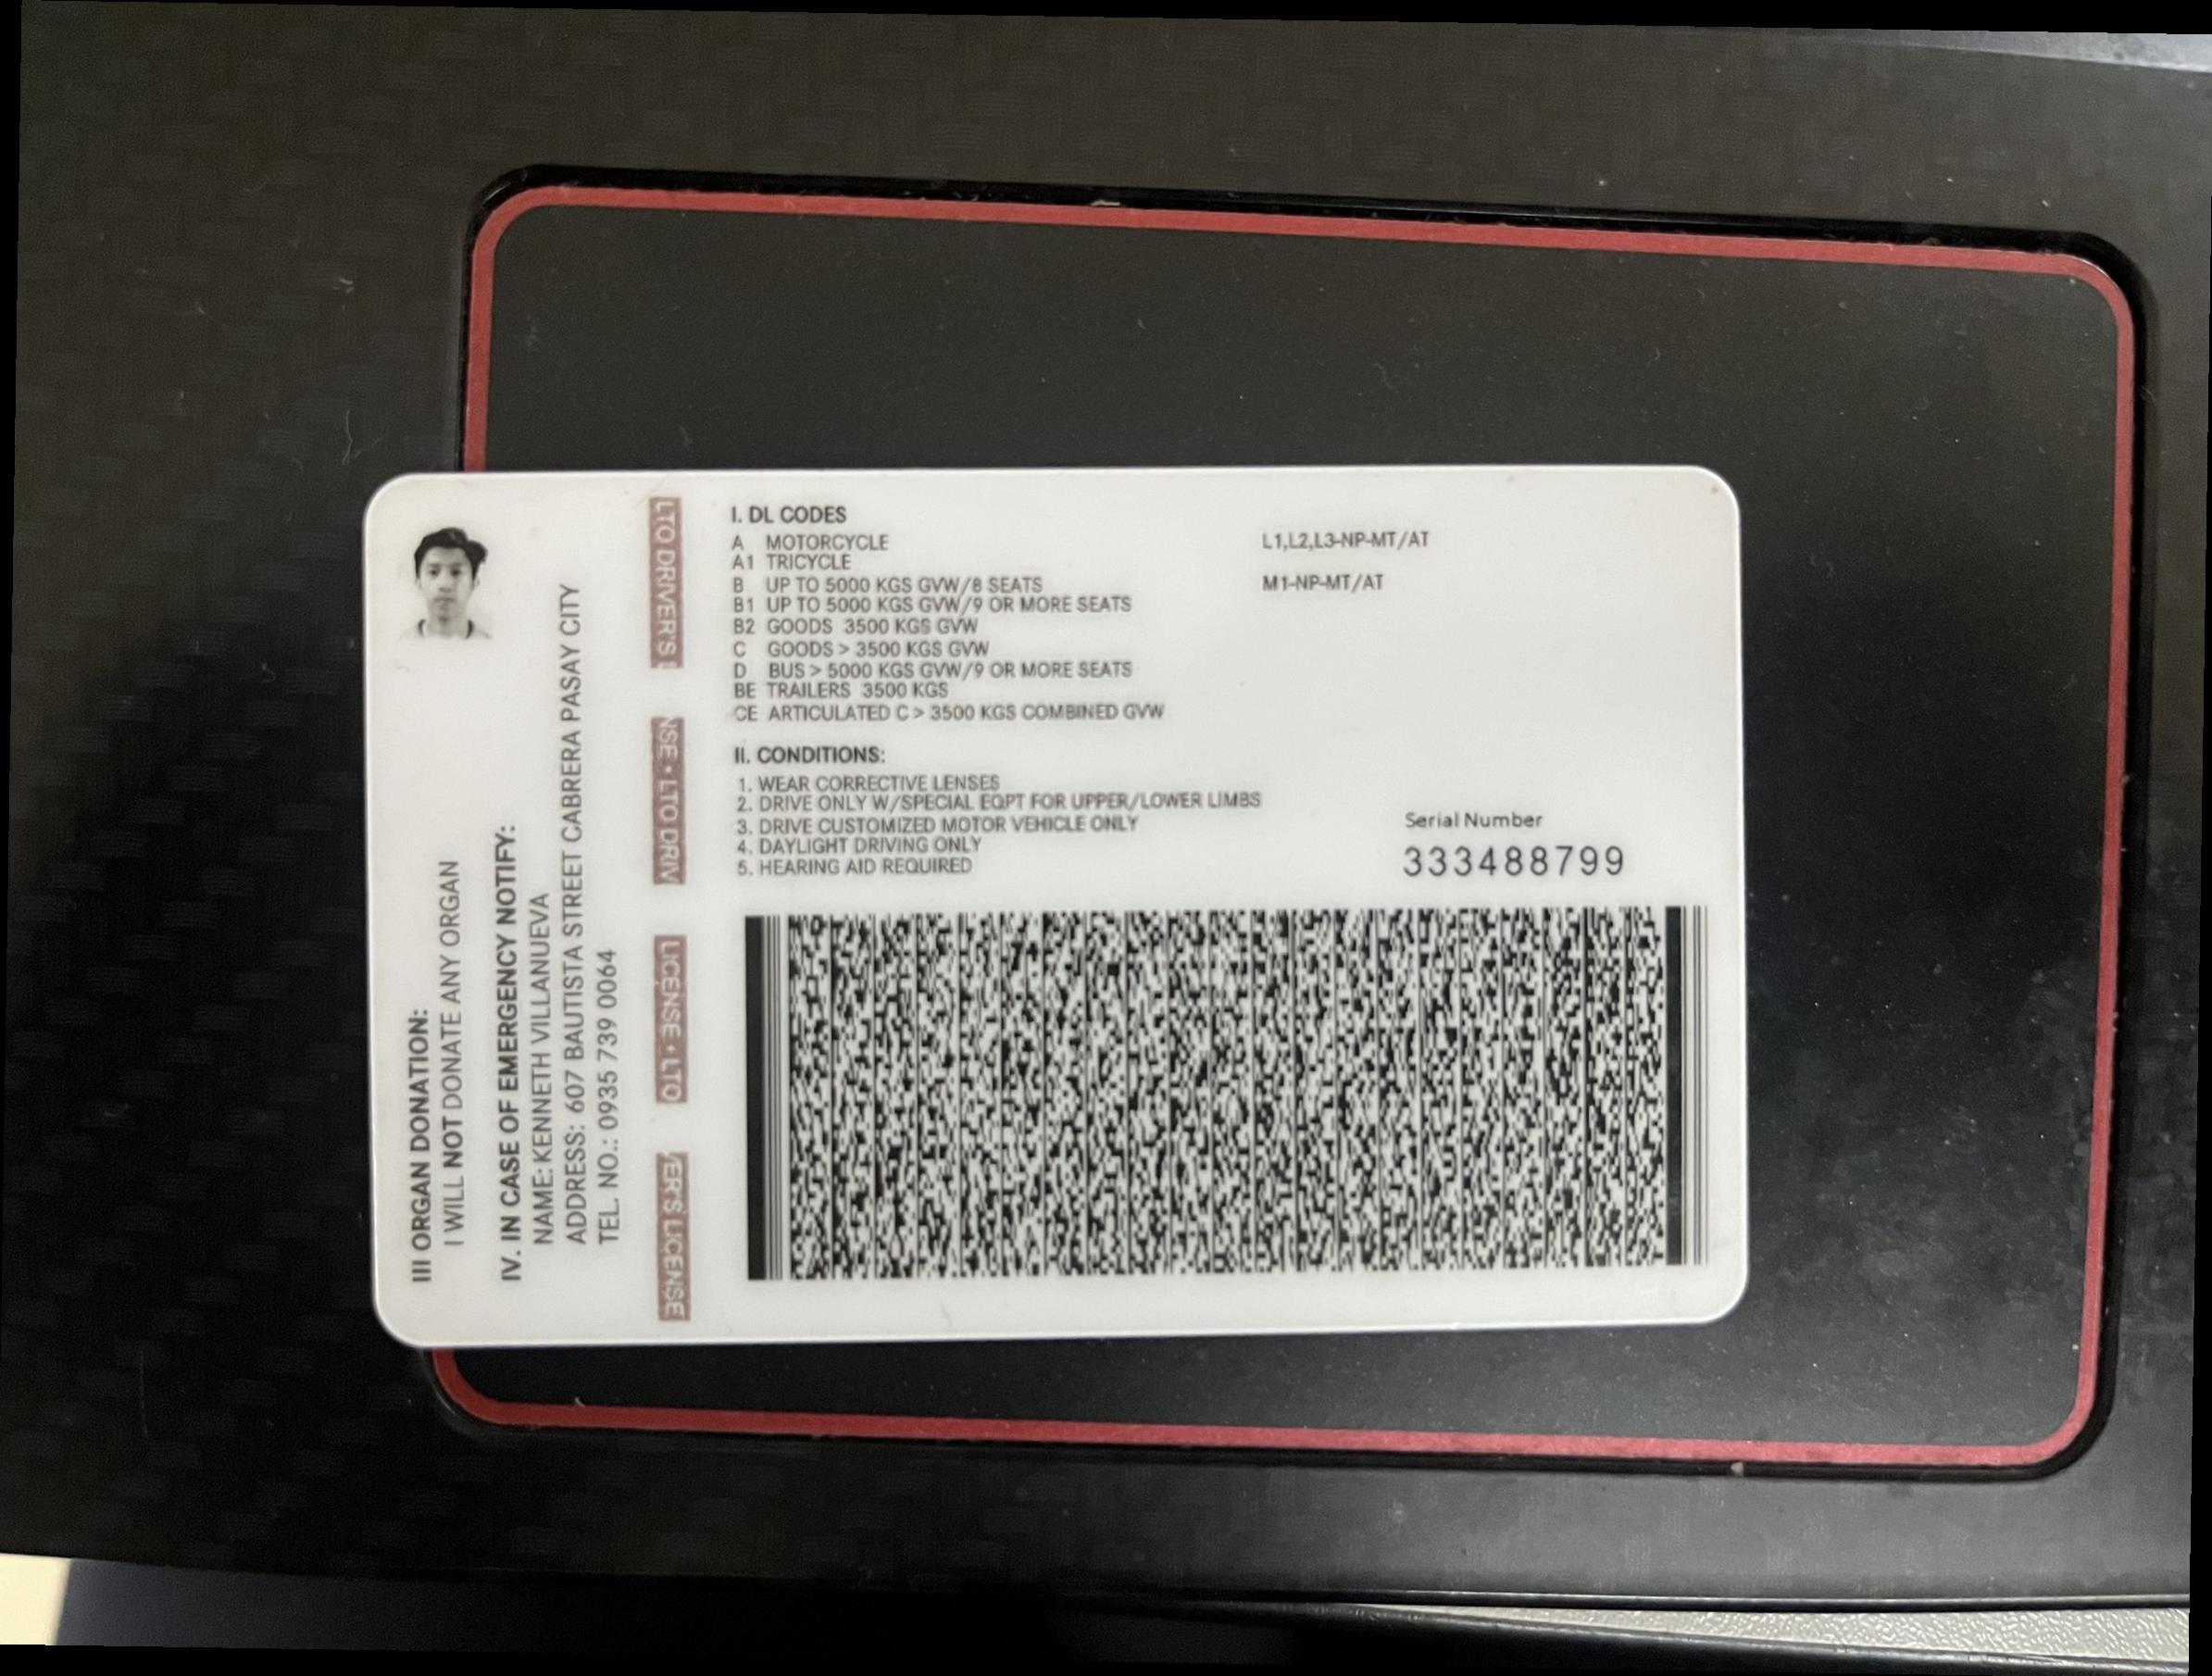 I. DL CODES
A MOTORCYCLE L1,L2,L3-NP-MT/AT
A1 TRICYCLE
B UP TO 5000 KGS GVW/8 SEATS M1-NP-MT/AT
B1 UP TO 5000 KGS GVW/9 OR MORE SEATS
B2 GOODS 3500 KGS GVW
C GOODS > 3500 KGS GVW
D BUS > 5000 KGS GVW/9 OR MORE SEATS
BE TRAILERS 3500 KGS
CE ARTICULATED C > 3500 KGS COMBINED GVW
II. CONDITIONS:
1. WEAR CORRECTIVE LENSES
2. DRIVE ONLY W/SPECIAL EQPT FOR UPPER/LOWER LIMBS
3. DRIVE CUSTOMIZED MOTOR VEHICLE ONLY
4. DAYLIGHT DRIVING ONLY
5. HEARING AID REQUIRED
Serial Number
333488799
LTO DRIVER'S
NSE • LTO DRIV
LICENSE • LTO
VER'S LICENSE
III ORGAN DONATION:
I WILL NOT DONATE ANY ORGAN
IV. IN CASE OF EMERGENCY NOTIFY:
NAME: KENNETH VILLANUEVA
ADDRESS: 607 BAUTISTA STREET CABRERA PASAY CITY
TEL. NO.: 0935 739 0064